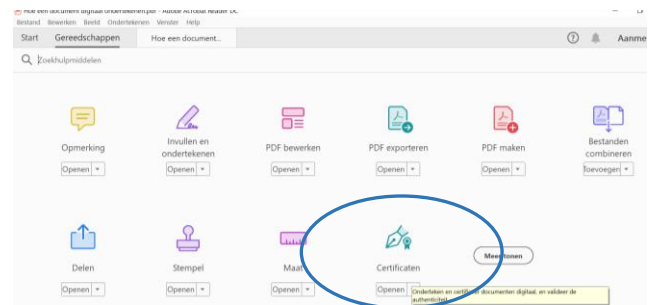 Hoe een document digitaal ondertekenen.pdf - Adobe Acrobat Reader DC
Bestand Bewerken Beeld Ondertekenen Venster Help
Start Gereedschappen Hoe een document... Aanme
Zoekhulpmiddelen
Opmerking
Openen
Invullen en
ondertekenen
Openen
PDF bewerken
Openen
PDF exporteren
Openen
PDF maken
Openen
Bestanden
combineren
Toevoegen
Delen
Openen
Stempel
Openen
Maat
Openen
Certificaten
Openen
Meer tonen
Onderteken en certificeer documenten digitaal, en valideer de
authenticiteit